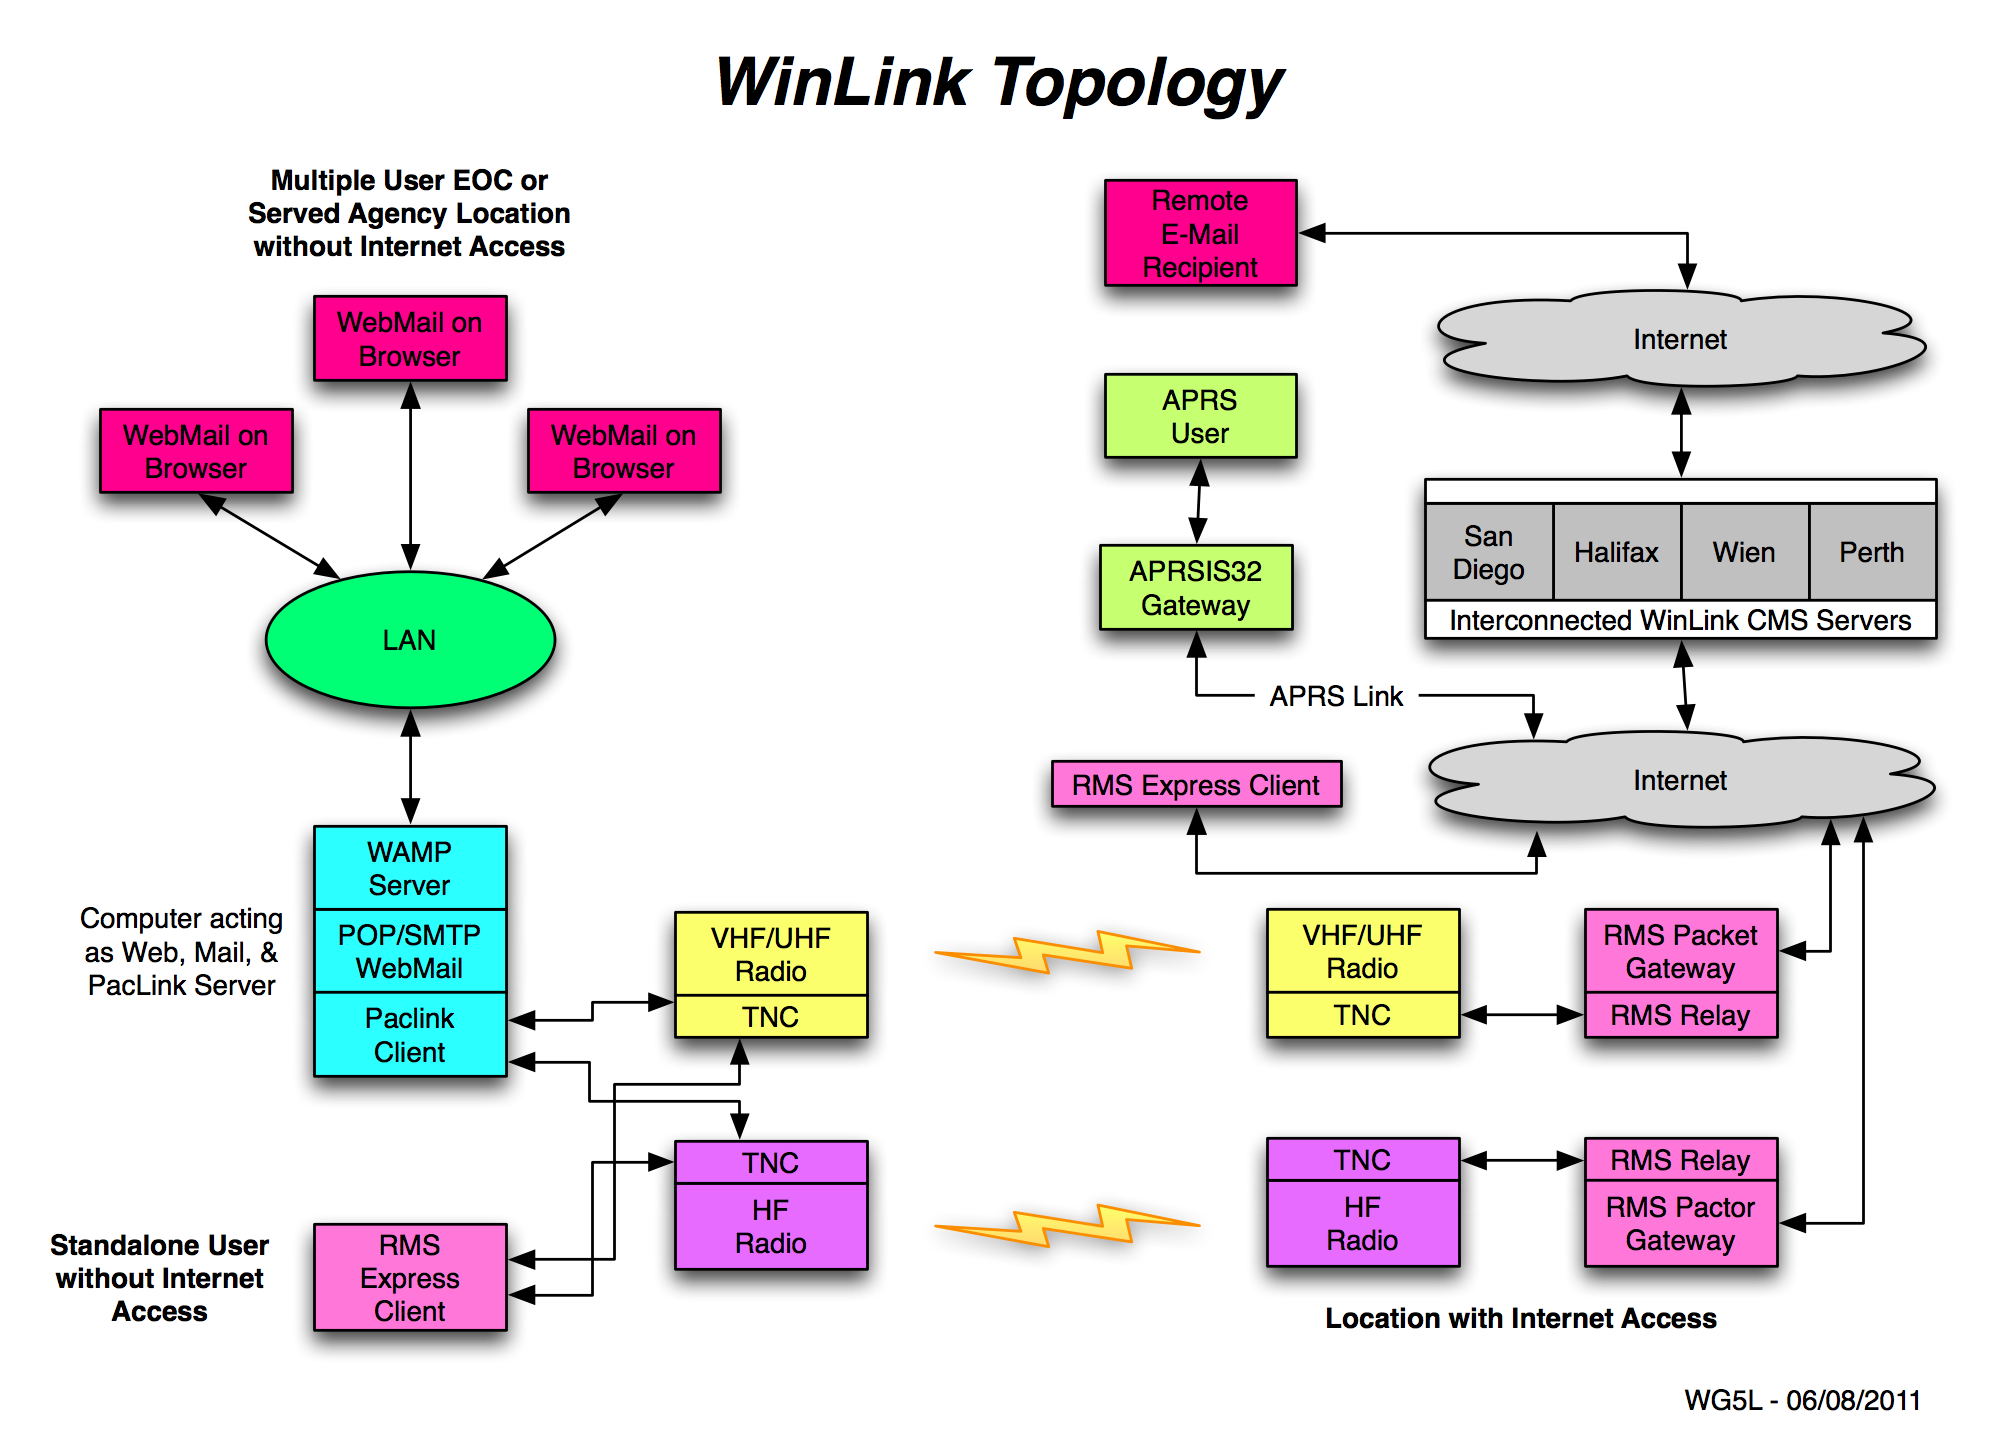 WinLink Topology
Multiple User EOC or
Served Agency Location
without Internet Access
WebMail on
Browser
WebMail on
Browser
WebMail on
Browser
LAN
WAMP
Server
POP/SMTP
WebMail
Paclink
Client
Computer acting
as Web, Mail, &
PacLink Server
VHF/UHF
Radio
TNC
TNC
HF
Radio
Standalone User
without Internet
Access
RMS
Express
Client
Remote
E-Mail
Recipient
Internet
APRS
User
APRSIS32
Gateway
San
Diego
Halifax
Wien
Perth
Interconnected WinLink CMS Servers
APRS Link
RMS Express Client
Internet
VHF/UHF
Radio
TNC
RMS Packet
Gateway
RMS Relay
TNC
HF
Radio
RMS Relay
RMS Pactor
Gateway
Location with Internet Access
WG5L - 06/08/2011